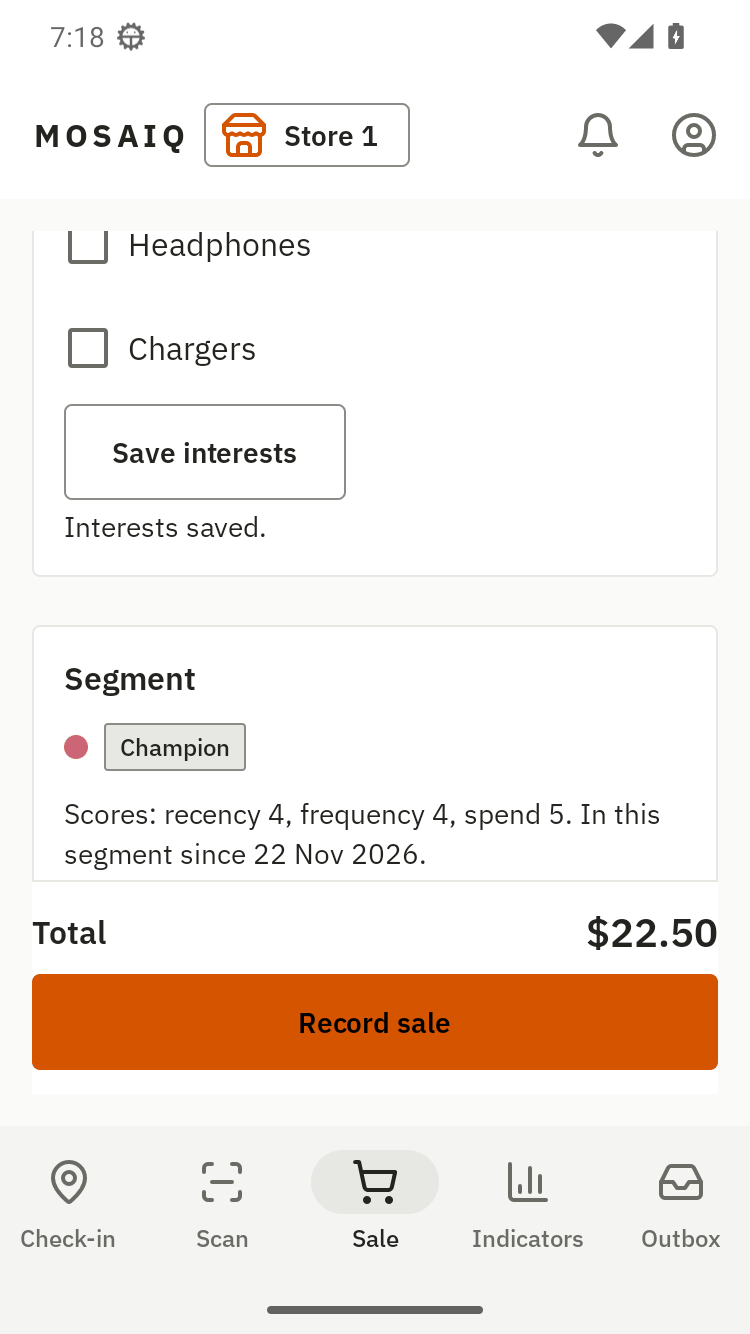 7:18
MOSAIQ
Store 1
Headphones
Chargers
Save interests
Interests saved.
Segment
Champion
Scores: recency 4, frequency 4, spend 5. In this
segment since 22 Nov 2026.
Total
$22.50
Record sale
Check-in
Scan
Sale
Indicators
Outbox